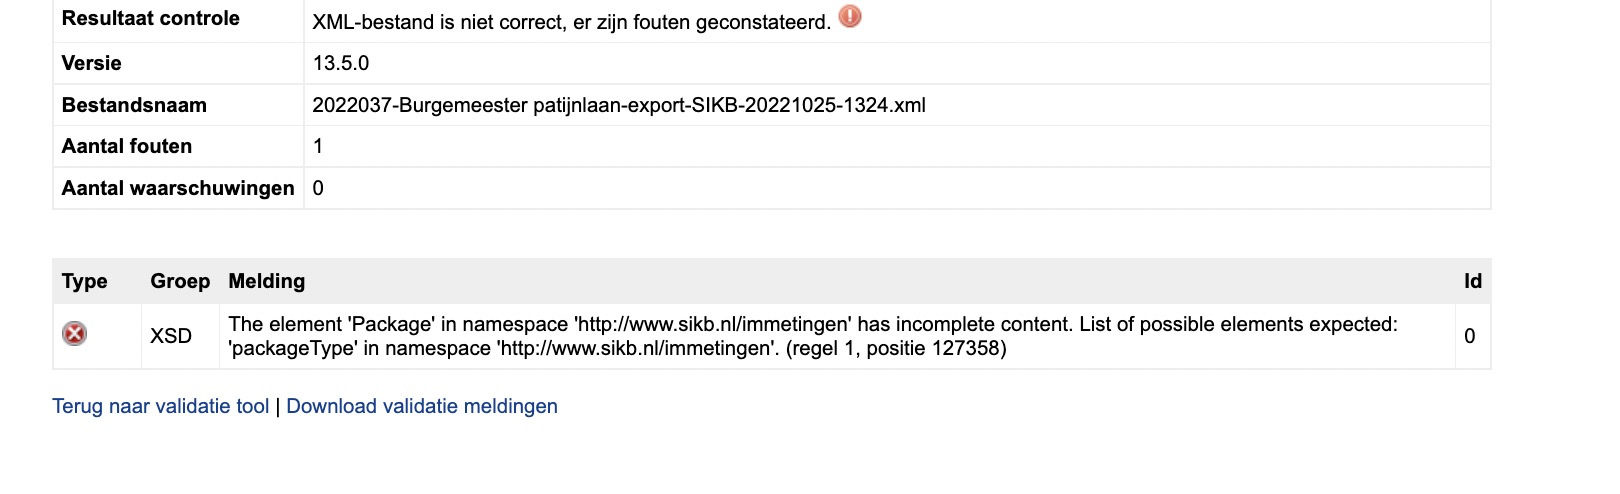 Resultaat controle XML-bestand is niet correct, er zijn fouten geconstateerd.
Versie 13.5.0
Bestandsnaam 2022037-Burgemeester patijnlaan-export-SIKB-20221025-1324.xml
Aantal fouten 1
Aantal waarschuwingen 0
Type Groep Melding Id
XSD The element 'Package' in namespace 'http://www.sikb.nl/immetingen' has incomplete content. List of possible elements expected: 0
'packageType' in namespace 'http://www.sikb.nl/immetingen'. (regel 1, positie 127358)
Terug naar validatie tool | Download validatie meldingen